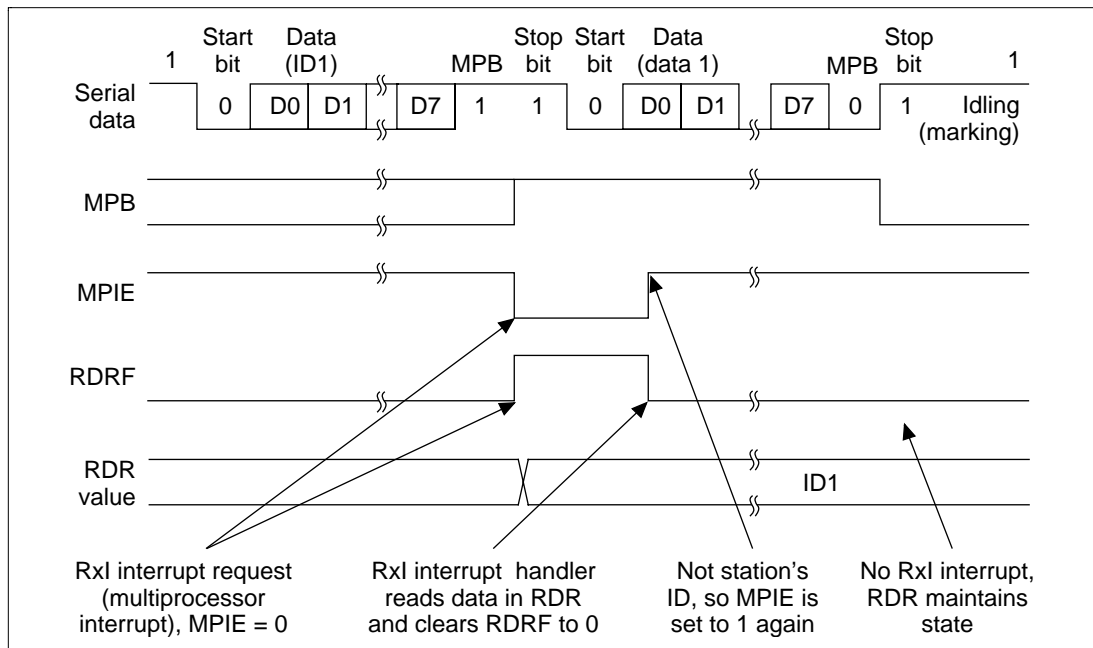 1 Start bit Data (ID1) MPB Stop bit Start bit Data (data 1) MPB Stop bit 1
Serial data 0 D0 D1 D7 1 1 0 D0 D1 D7 0 1 Idling (marking)
MPB
MPIE
RDRF
RDR value ID1
RxI interrupt request
(multiprocessor
interrupt), MPIE = 0
RxI interrupt handler
reads data in RDR
and clears RDRF to 0
Not station's
ID, so MPIE is
set to 1 again
No RxI interrupt,
RDR maintains
state